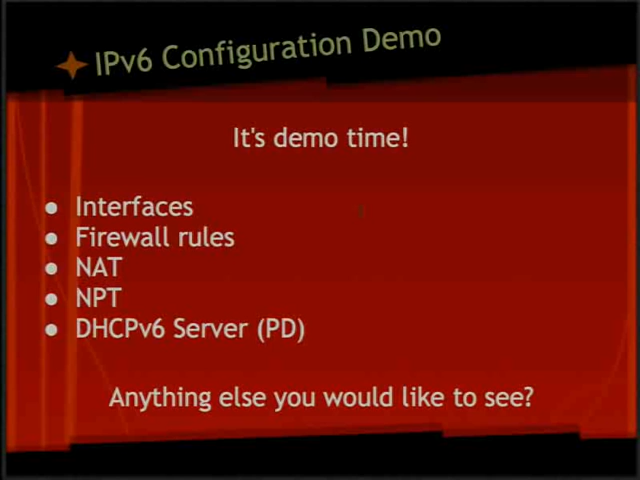 IPv6 Configuration Demo
It's demo time!
● Interfaces
● Firewall rules
● NAT
● NPT
● DHCPv6 Server (PD)
Anything else you would like to see?